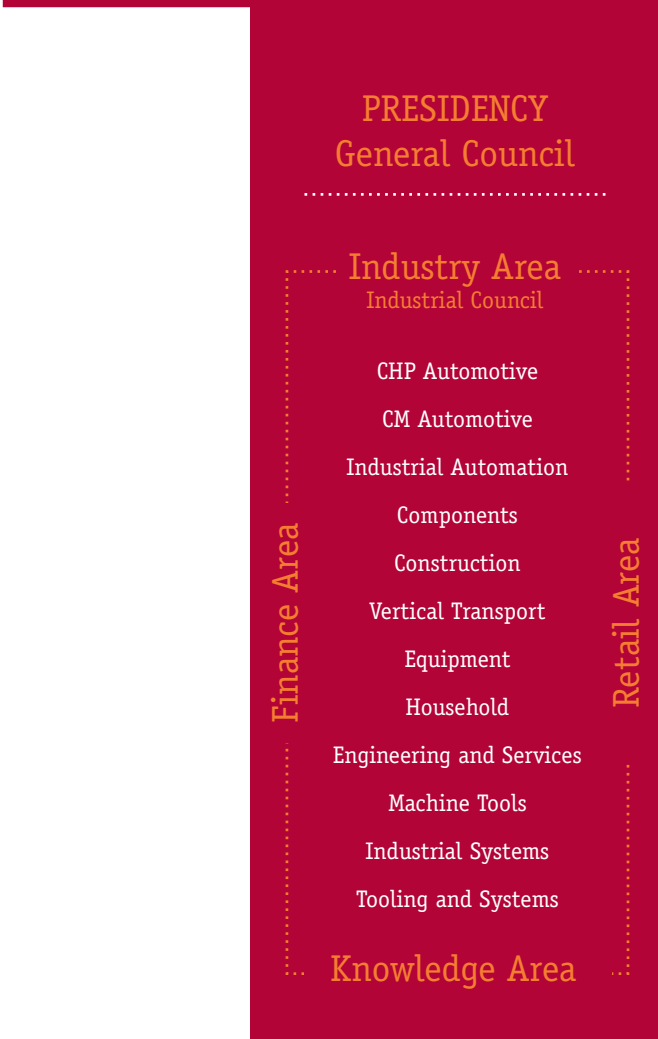 PRESIDENCY
General Council
Industry Area
Industrial Council
CHP Automotive
CM Automotive
Industrial Automation
Components
Construction
Vertical Transport
Equipment
Household
Engineering and Services
Machine Tools
Industrial Systems
Tooling and Systems
Finance Area
Retail Area
Knowledge Area